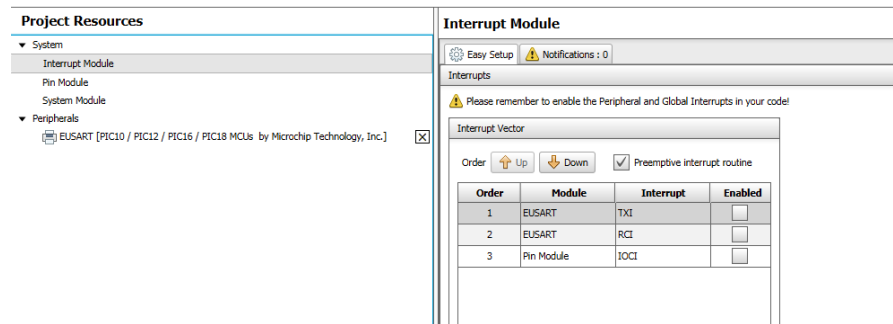 Project Resources
System
Interrupt Module
Pin Module
System Module
Peripherals
EUSART [PIC10 / PIC12 / PIC16 / PIC18 MCUs by Microchip Technology, Inc.]
Interrupt Module
Easy Setup Notifications : 0
Interrupts
Please remember to enable the Peripheral and Global Interrupts in your code!
Interrupt Vector
Order Up Down Preemptive interrupt routine
Order Module Interrupt Enabled
1 EUSART TXI
2 EUSART RCI
3 Pin Module IOCI